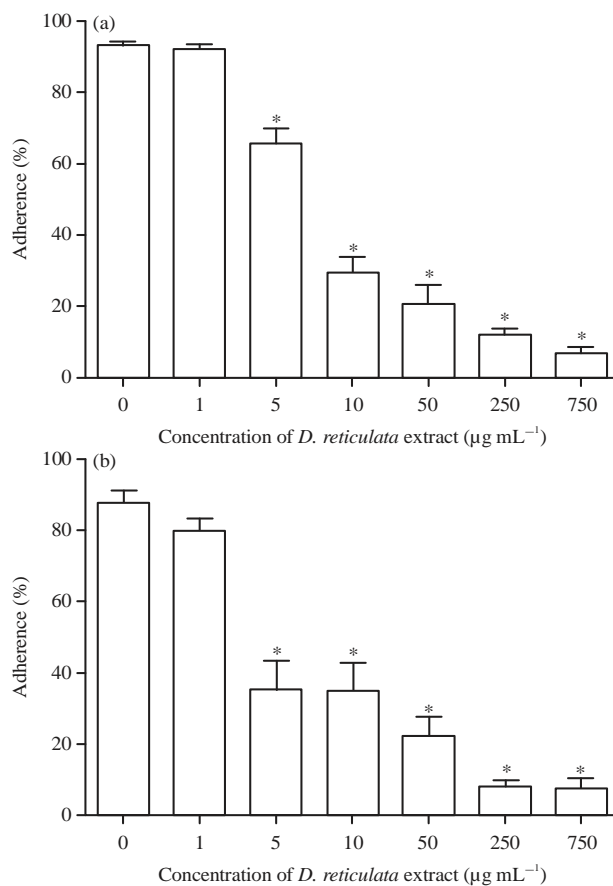 (a)
100
80
60
40
20
0
Adherence (%)
*
*
*
*
*
0 1 5 10 50 250 750
Concentration of D. reticulata extract (µg mL⁻¹)
(b)
100
80
60
40
20
0
Adherence (%)
* *
*
* *
0 1 5 10 50 250 750
Concentration of D. reticulata extract (µg mL⁻¹)